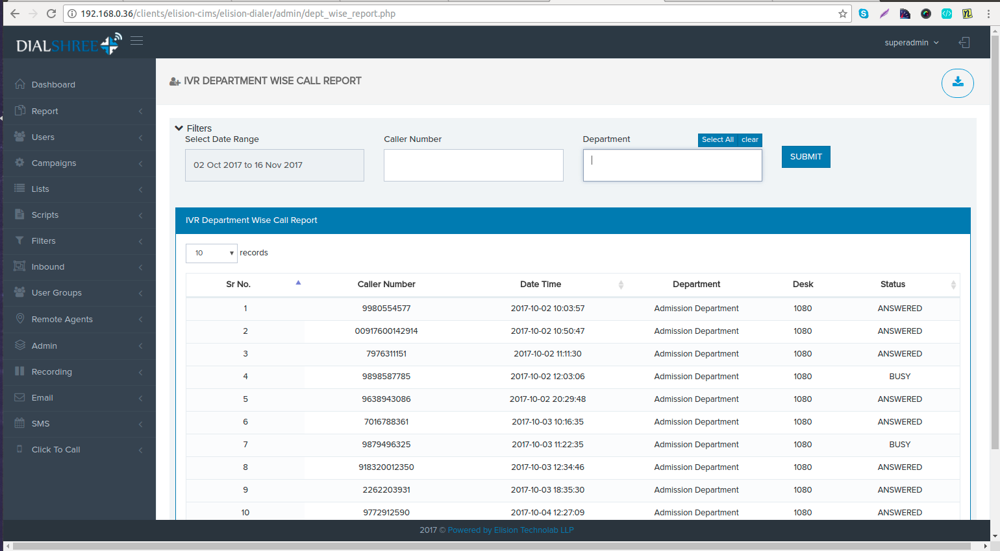 192.168.0.36/clients/elision-cims/elision-dialer/admin/dept_wise_report.php
DIALSHREE
superadmin
Dashboard
Report
Users
Campaigns
Lists
Scripts
Filters
Inbound
User Groups
Remote Agents
Admin
Recording
Email
SMS
Click To Call
IVR DEPARTMENT WISE CALL REPORT
Filters
Select Date Range Caller Number Department Select All clear
02 Oct 2017 to 16 Nov 2017
SUBMIT
IVR Department Wise Call Report
10 records
Sr No. Caller Number Date Time Department Desk Status
1 9980554577 2017-10-02 10:03:57 Admission Department 1080 ANSWERED
2 00917600142914 2017-10-02 10:50:47 Admission Department 1080 ANSWERED
3 7976311151 2017-10-02 11:11:30 Admission Department 1080 ANSWERED
4 9898587785 2017-10-02 12:03:06 Admission Department 1080 BUSY
5 9638943086 2017-10-02 20:29:48 Admission Department 1080 ANSWERED
6 7016788361 2017-10-03 10:16:35 Admission Department 1080 ANSWERED
7 9879496325 2017-10-03 11:22:35 Admission Department 1080 BUSY
8 918320012350 2017-10-03 12:34:46 Admission Department 1080 ANSWERED
9 2262203931 2017-10-03 18:35:30 Admission Department 1080 ANSWERED
10 9772912590 2017-10-04 12:27:09 Admission Department 1080 ANSWERED
2017 © Powered by Elision Technolab LLP